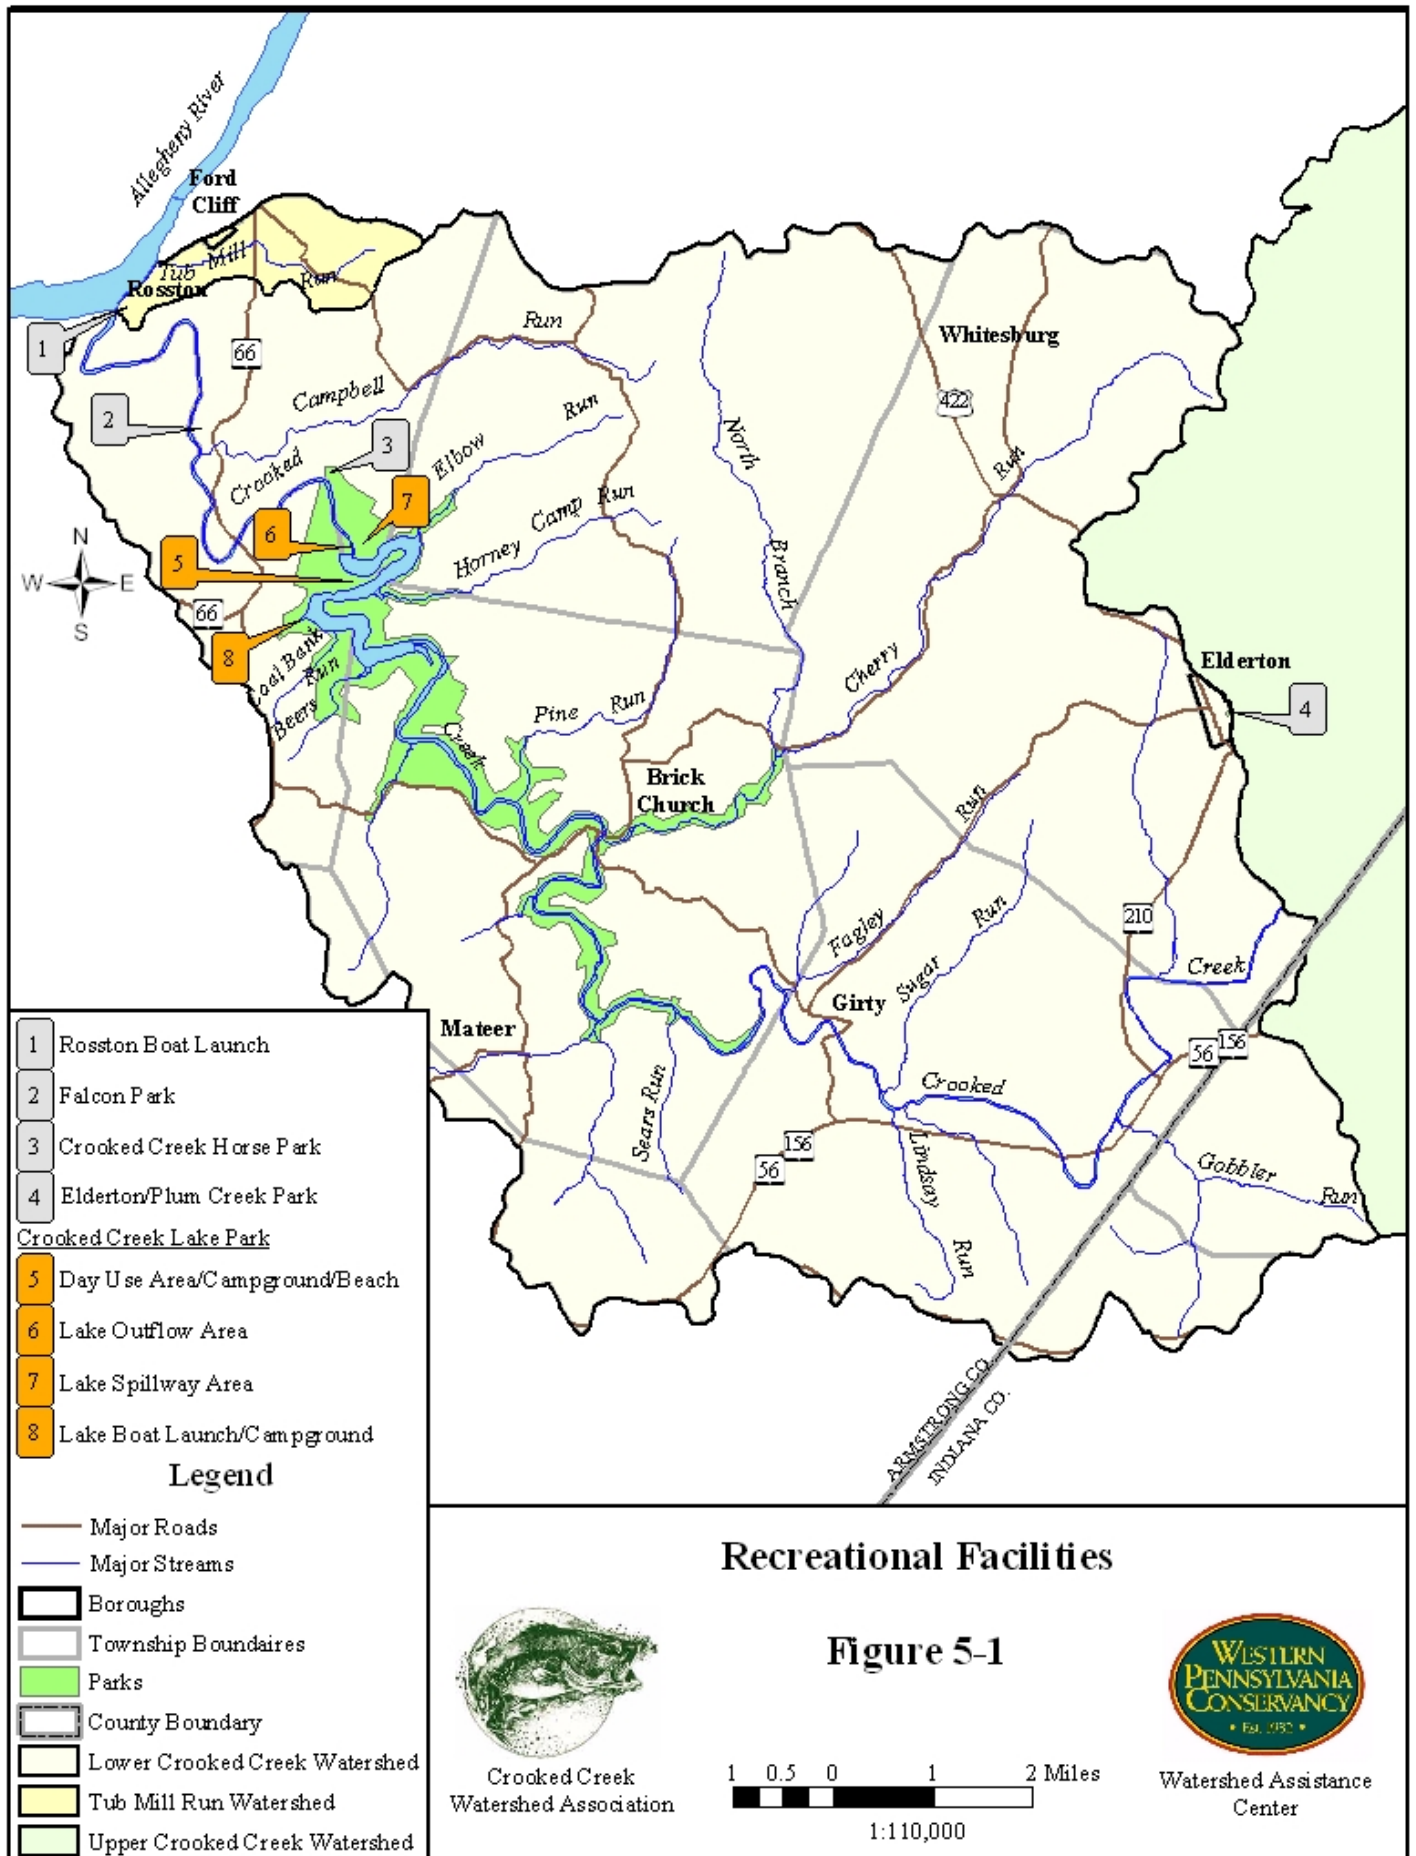 Allegheny River
Ford
Cliff
Tub Mill
Run
Rosston
1
66
Run
Campbell
Whitesburg
422
2
3
Run
Elbow
North
Crooked
7
Run
6
Camp Run
Horney
Branch
N
W E
S
5
66
8
Coal Bank
Run
Beers
Cherry
Elderton
4
Pine Run
Creek
Brick
Church
Run
210
Fagley
Run
Sugar
Creek
Girty
Mateer
156
56
Crooked
Sears Run
156
56
Lindsay
Run
Gobbler
Run
ARMSTRONG CO.
INDIANA CO.
1 Rosston Boat Launch
2 Falcon Park
3 Crooked Creek Horse Park
4 Elderton/Plum Creek Park
Crooked Creek Lake Park
5 Day Use Area/Campground/Beach
6 Lake Outflow Area
7 Lake Spillway Area
8 Lake Boat Launch/Campground
Legend
Major Roads
Major Streams
Boroughs
Township Boundaires
Parks
County Boundary
Lower Crooked Creek Watershed
Tub Mill Run Watershed
Upper Crooked Creek Watershed
Recreational Facilities
Figure 5-1
Crooked Creek
Watershed Association
1 0.5 0 1 2 Miles
1:110,000
WESTERN
PENNSYLVANIA
CONSERVANCY
• Est. 1932 •
Watershed Assistance
Center